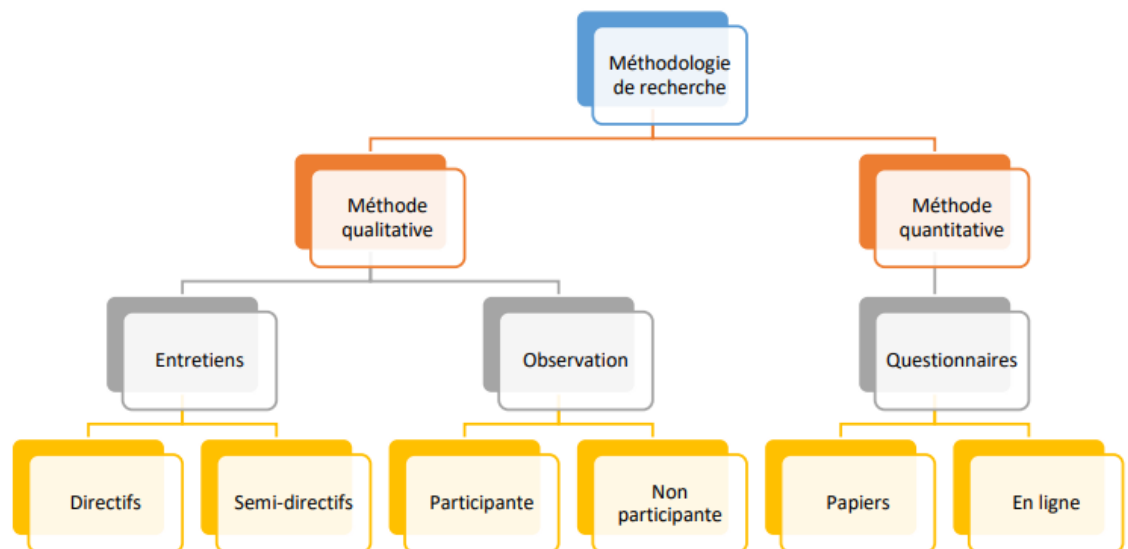 Méthodologie
de recherche
Méthode
qualitative
Méthode
quantitative
Entretiens
Observation
Questionnaires
Directifs
Semi-directifs
Participante
Non
participante
Papiers
En ligne